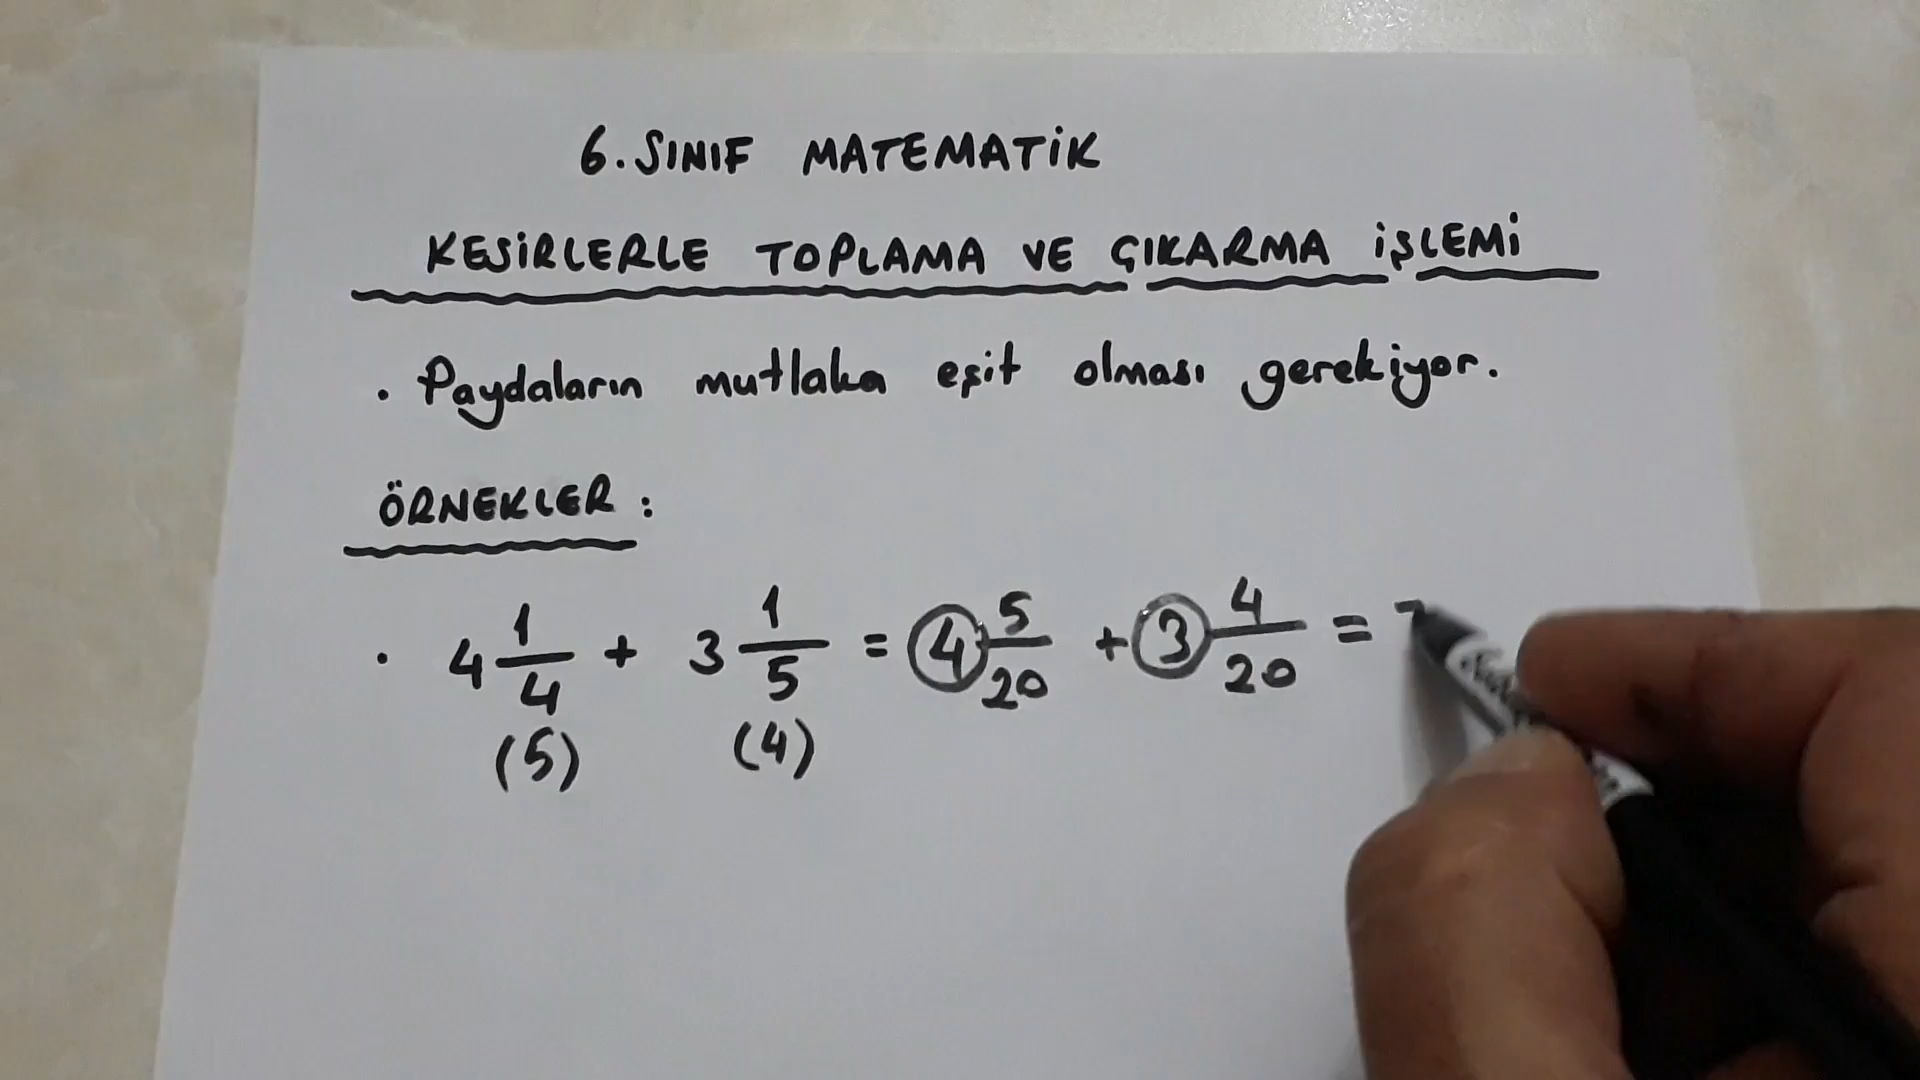 6. SINIF MATEMATİK
KESİRLERLE TOPLAMA VE ÇIKARMA İŞLEMİ
. Paydaların mutlaka eşit olması gerekiyor.
ÖRNEKLER :
. 4 1/4 + 3 1/5 = 4 5/20 + 3 4/20 =
(5) (4)